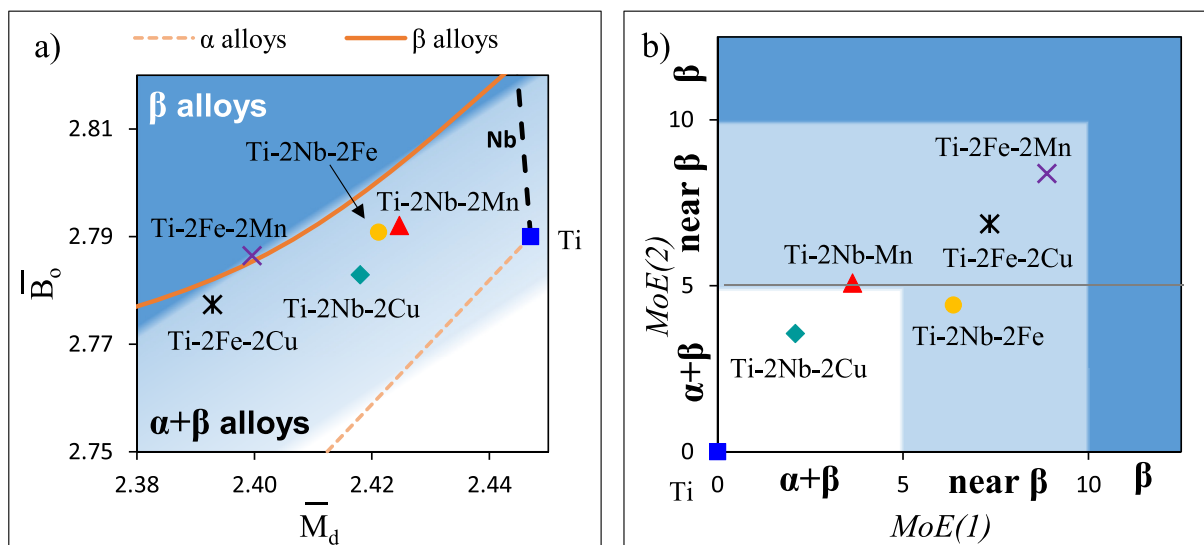 a)
α alloys
β alloys
β alloys
Nb
Ti-2Nb-2Fe
Ti-2Nb-2Mn
Ti-2Fe-2Mn
Ti
Ti-2Nb-2Cu
Ti-2Fe-2Cu
α+β alloys
2.81
2.79
2.77
2.75
B̅o
2.38
2.40
2.42
2.44
M̅d
b)
β
near β
α+β
MoE(2)
10
5
0
Ti-2Fe-2Mn
Ti-2Nb-Mn
Ti-2Fe-2Cu
Ti-2Nb-2Fe
Ti-2Nb-2Cu
0
5
10
Ti
α+β
near β
β
MoE(1)